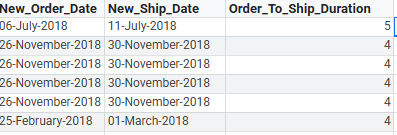 New_Order_Date New_Ship_Date Order_To_Ship_Duration
06-July-2018 11-July-2018 5
26-November-2018 30-November-2018 4
26-November-2018 30-November-2018 4
26-November-2018 30-November-2018 4
26-November-2018 30-November-2018 4
25-February-2018 01-March-2018 4